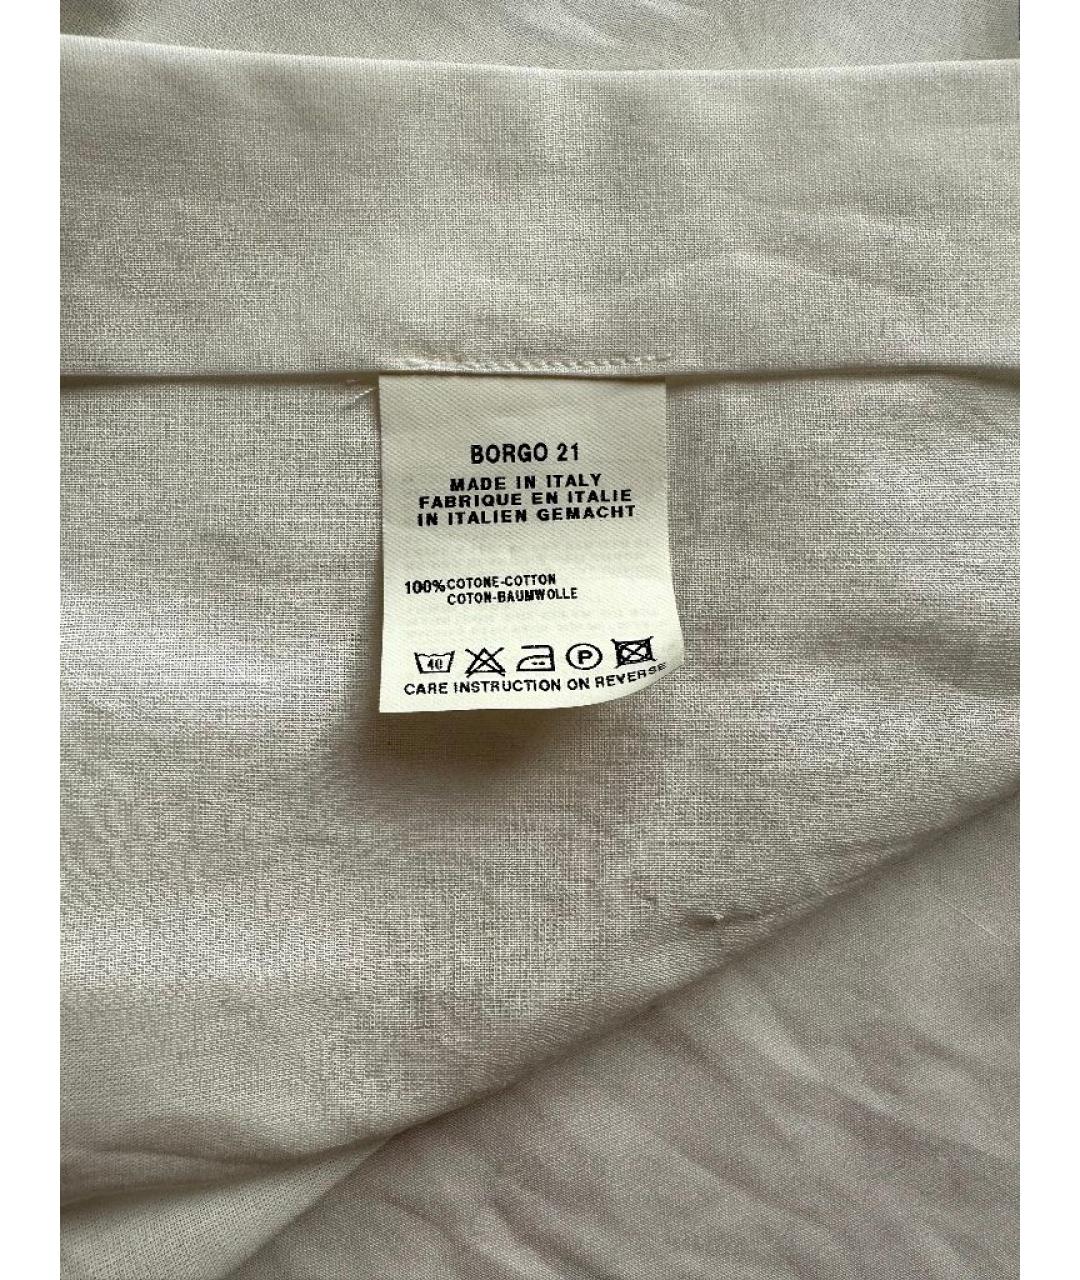 BORGO 21
MADE IN ITALY
FABRIQUE EN ITALIE
IN ITALIEN GEMACHT
100% COTONE-COTTON
COTON-BAUMWOLLE
40 P
CARE INSTRUCTION ON REVERSE